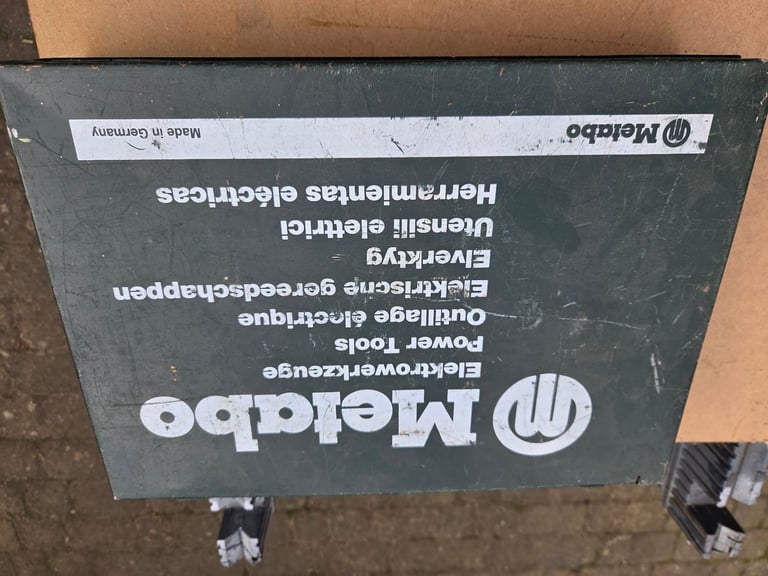 Metabo
Elektrowerkzeuge
Power Tools
Outillage électrique
Elektrische gereedschappen
Elverktyg
Utensili elettrici
Herramientas eléctricas
Metabo Made in Germany